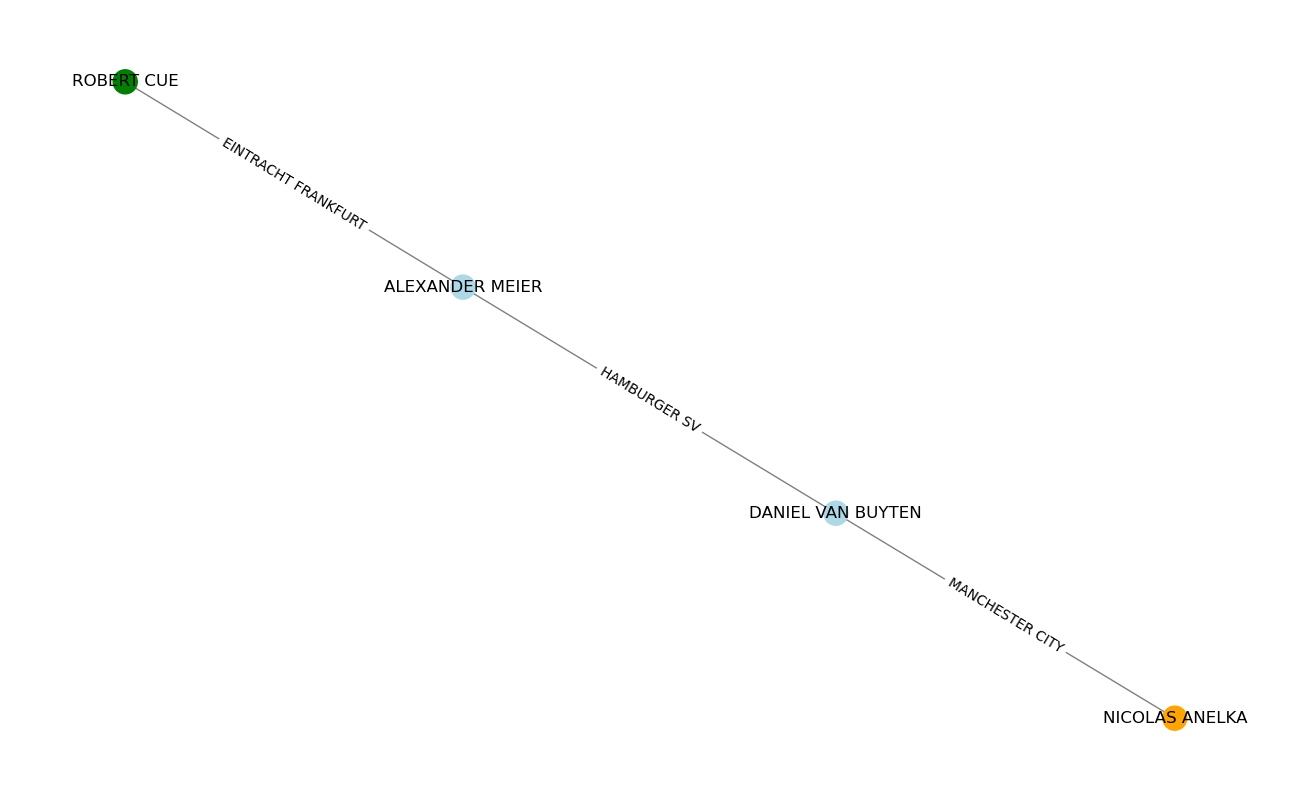 ROBERT CUE
EINTRACHT FRANKFURT
ALEXANDER MEIER
HAMBURGER SV
DANIEL VAN BUYTEN
MANCHESTER CITY
NICOLAS ANELKA